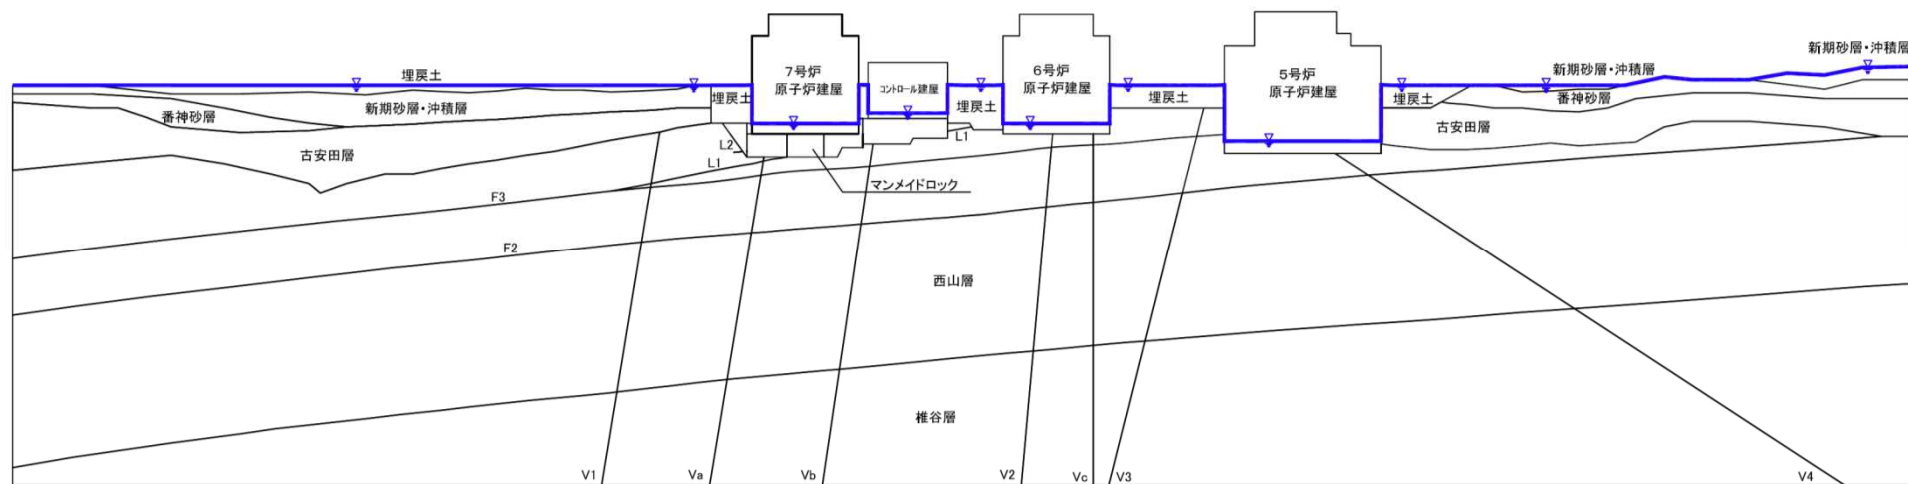 新期砂層・沖積層
新期砂層・沖積層
埋戻土
7号炉
原子炉建屋
コントロール建屋
6号炉
原子炉建屋
5号炉
原子炉建屋
埋戻土
埋戻土
埋戻土
埋戻土
番神砂層
新期砂層・沖積層
番神砂層
古安田層
古安田層
L2
L1
L1
マンメイドロック
F3
F2
西山層
椎谷層
V1
Va
Vb
V2
Vc
V3
V4